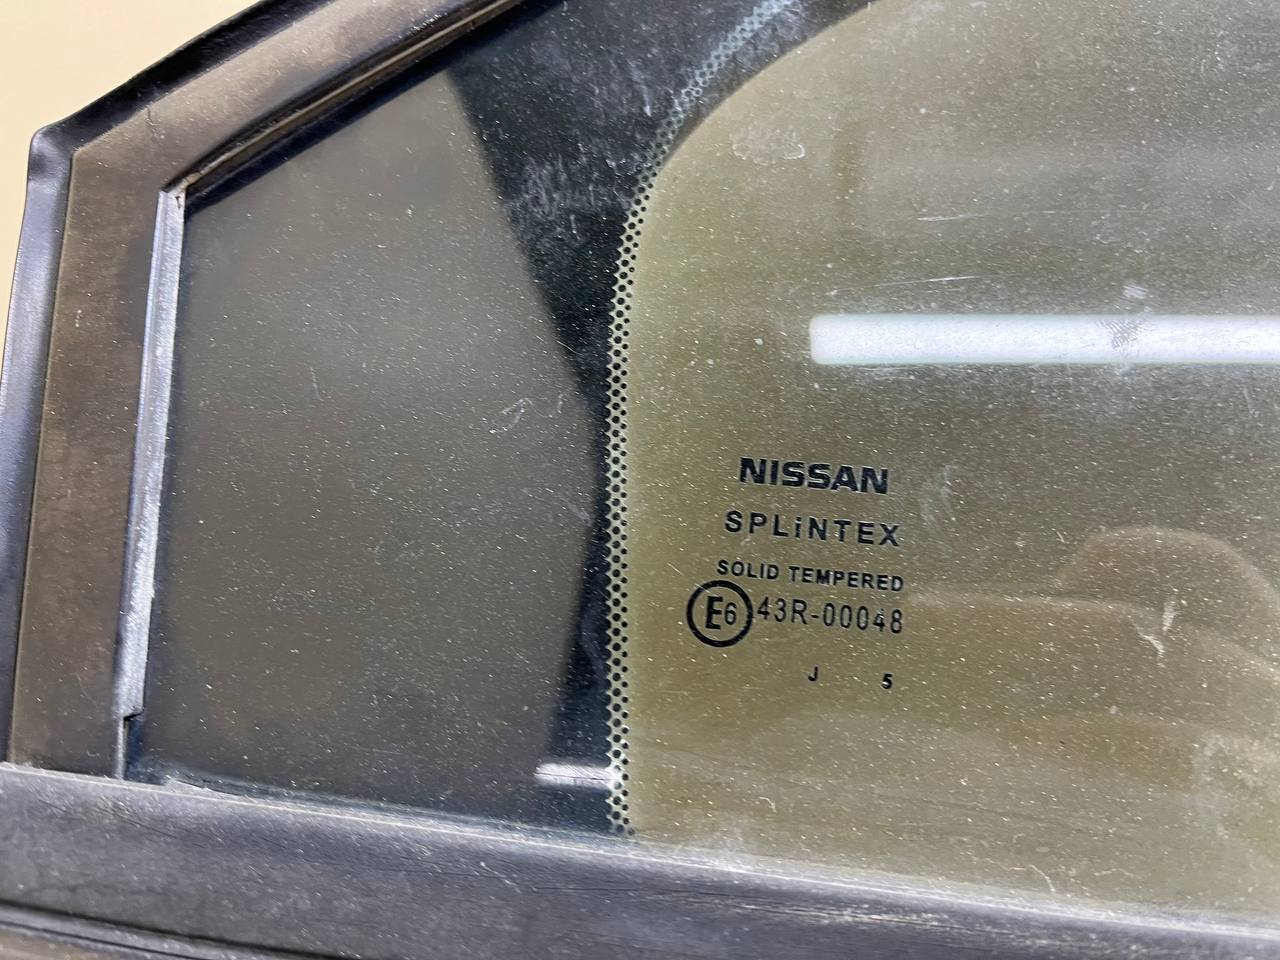 NISSAN
SPLiNTEX
SOLID TEMPERED
E6 43R-00048
J 5